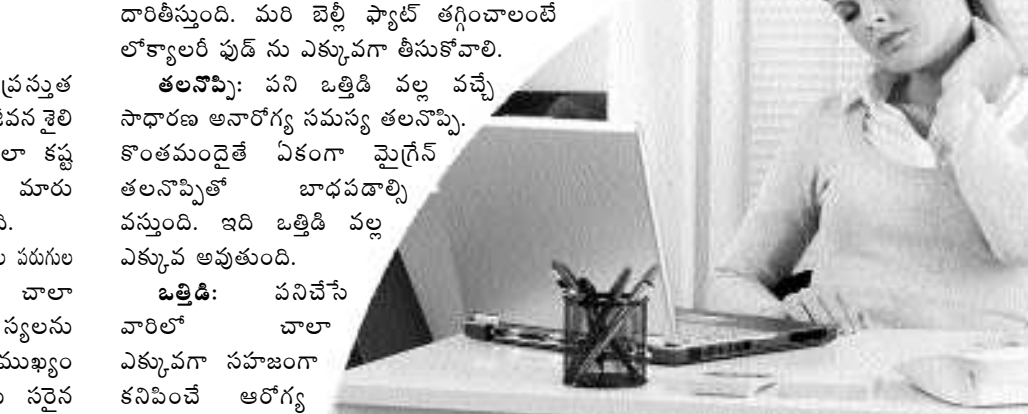 ప్రస్తుత
జీవన శైలి
లా కష్ట
మారు
ది.
పరుగుల
చాలా
స్యలను
ముఖ్యం
సరైన
దారితీస్తుంది. మరి బెల్లీ ఫ్యాట్ తగ్గించాలంటే
లోక్యాలరీ ఫుడ్ ను ఎక్కువగా తీసుకోవాలి.
తలనొప్పి: పని ఒత్తిడి వల్ల వచ్చే
సాధారణ అనారోగ్య సమస్య తలనొప్పి.
కొంతమందైతే ఏకంగా మైగ్రేన్
తలనొప్పితో బాధపడాల్సి
వస్తుంది. ఇది ఒత్తిడి వల్ల
ఎక్కువ అవుతుంది.
ఒత్తిడి: పనిచేసే
వారిలో చాలా
ఎక్కువగా సహజంగా
కనిపించే ఆరోగ్య